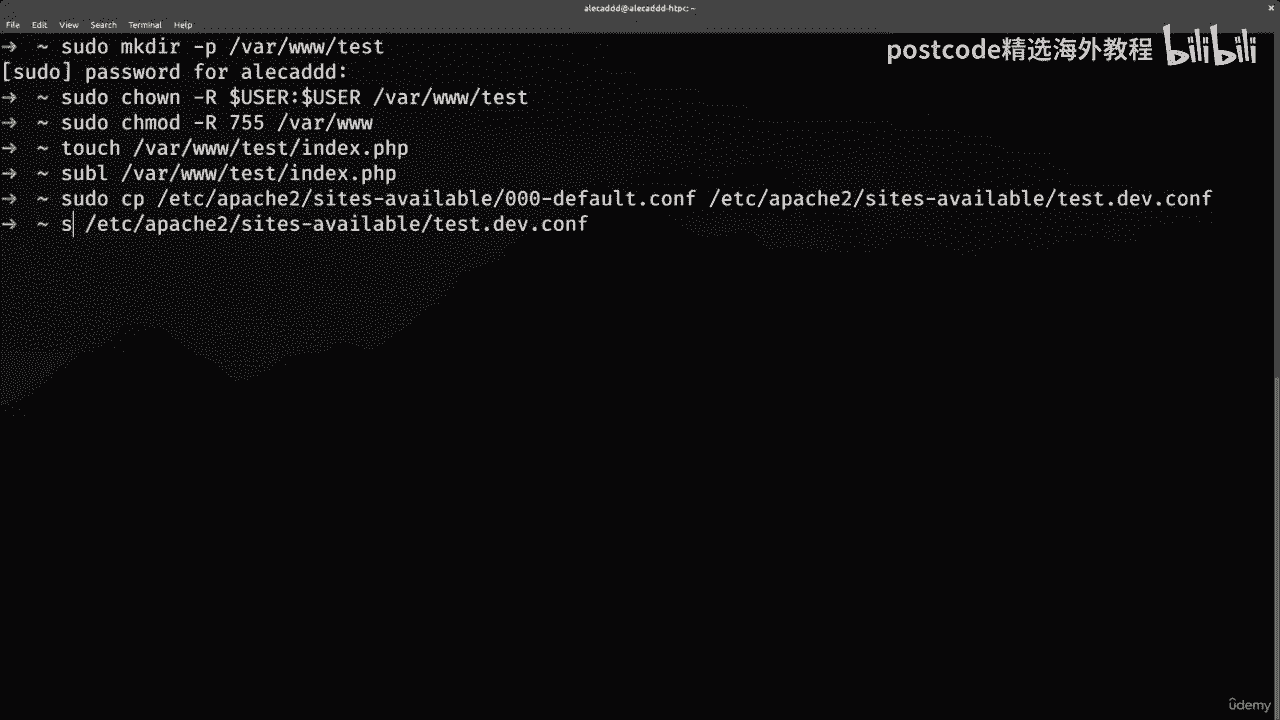 alecaddd@alecaddd-htpc: ~
File Edit View Search Terminal Help
→ ~ sudo mkdir -p /var/www/test
[sudo] password for alecaddd:
→ ~ sudo chown -R $USER:$USER /var/www/test
→ ~ sudo chmod -R 755 /var/www
→ ~ touch /var/www/test/index.php
→ ~ subl /var/www/test/index.php
→ ~ sudo cp /etc/apache2/sites-available/000-default.conf /etc/apache2/sites-available/test.dev.conf
→ ~ s /etc/apache2/sites-available/test.dev.conf
postcode精选海外教程 bilibili
ûdemy